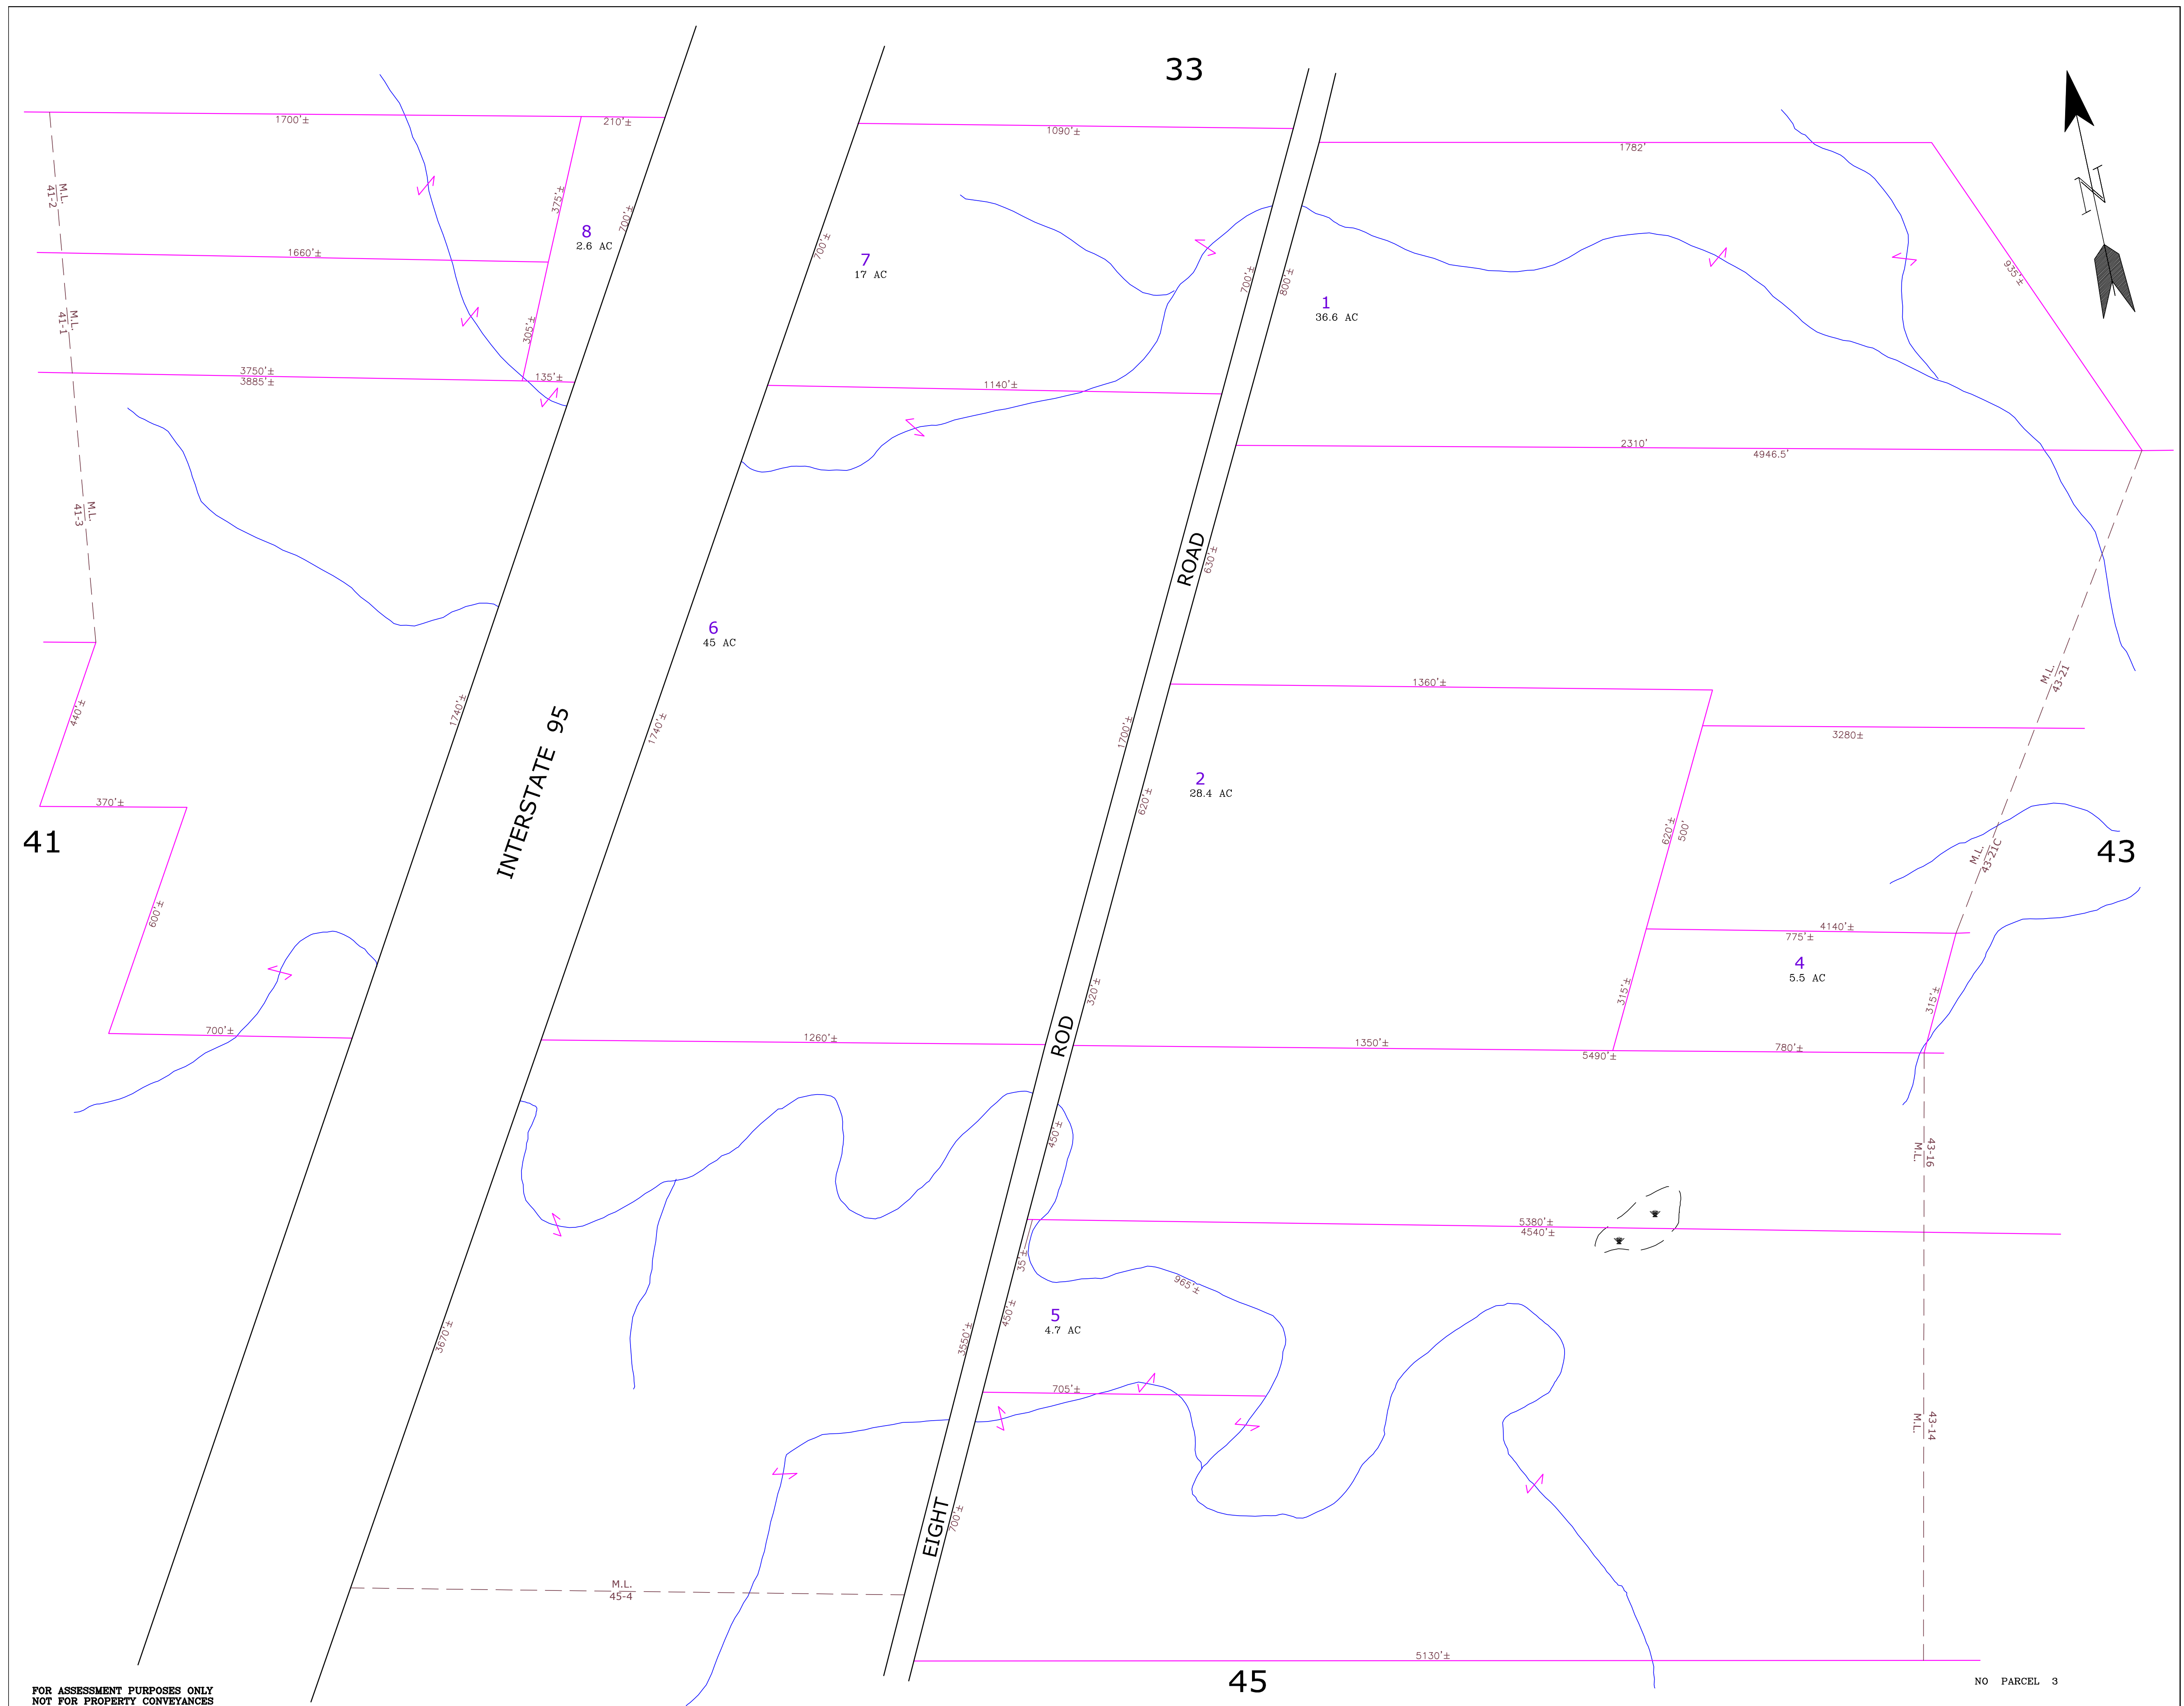 33
1700'±
210'±
1090'±
1782'
M.L.
41-2
375'±
700'±
8
2.6 AC
700'±
7
17 AC
700'±
800'±
1
36.6 AC
935'±
N
1660'±
M.L.
41-1
305'±
3750'±
3885'±
135'±
1140'±
2310'
4946.5'
M.L.
41-3
ROAD
630'±
6
45 AC
1360'±
M.L.
43-21
440'±
1740'±
INTERSTATE 95
1740'±
1700'±
3280±
2
28.4 AC
620'±
370'±
41
620'±
500'
M.L.
43-21C
43
600'±
4140'±
775'±
4
5.5 AC
320'±
315'±
315'±
700'±
1260'±
ROD
1350'±
5490'±
780'±
450'±
43-16
M.L.
5380'±
4540'±
35'±
965'±
450'±
5
4.7 AC
3670'±
3550'±
705'±
43-14
M.L.
EIGHT
700'±
M.L.
45-4
5130'±
45
NO PARCEL 3
FOR ASSESSMENT PURPOSES ONLY
NOT FOR PROPERTY CONVEYANCES